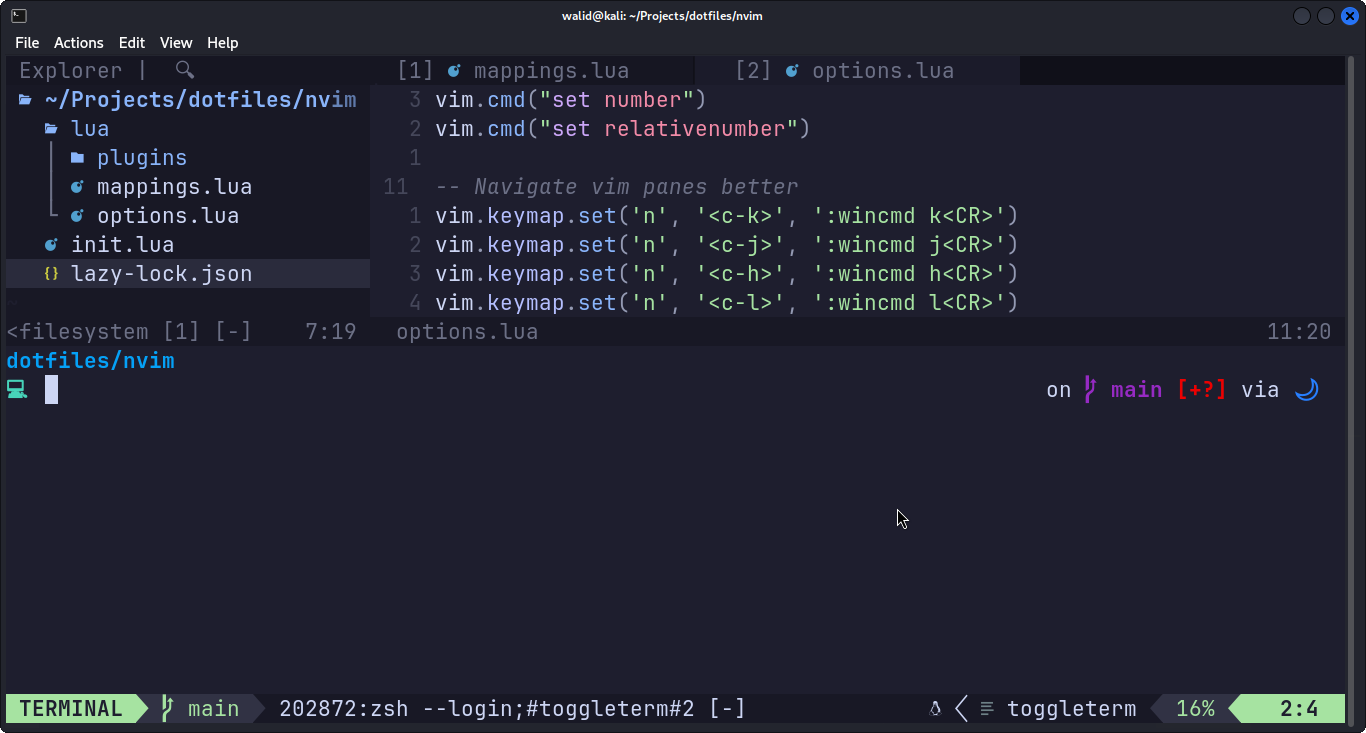 walid@kali: ~/Projects/dotfiles/nvim
File Actions Edit View Help
Explorer | [1] mappings.lua [2] options.lua
~/Projects/dotfiles/nvim 3 vim.cmd("set number")
lua 2 vim.cmd("set relativenumber")
plugins 1
mappings.lua 11 -- Navigate vim panes better
options.lua 1 vim.keymap.set('n', '<c-k>', ':wincmd k<CR>')
init.lua 2 vim.keymap.set('n', '<c-j>', ':wincmd j<CR>')
{} lazy-lock.json 3 vim.keymap.set('n', '<c-h>', ':wincmd h<CR>')
4 vim.keymap.set('n', '<c-l>', ':wincmd l<CR>')
<filesystem [1] [-] 7:19 options.lua 11:20
dotfiles/nvim
on main [+?] via
TERMINAL main 202872:zsh --login;#toggleterm#2 [-] toggleterm 16% 2:4